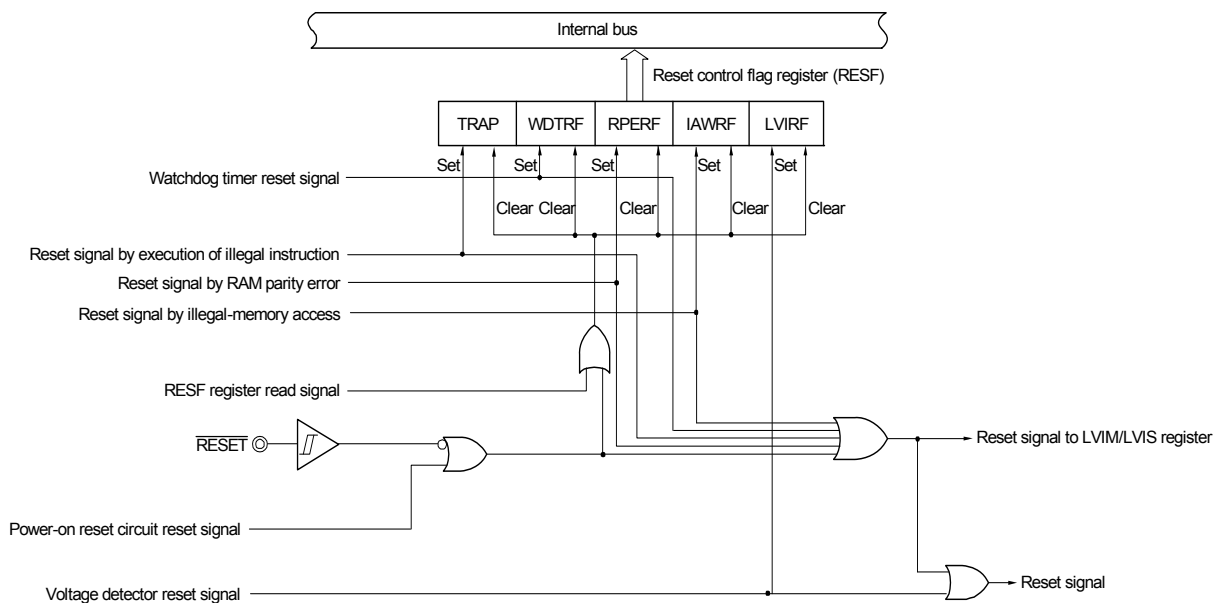 Internal bus
Reset control flag register (RESF)
TRAP WDTRF RPERF IAWRF LVIRF
Set Set Set Set Set
Watchdog timer reset signal
Clear Clear Clear Clear Clear
Reset signal by execution of illegal instruction
Reset signal by RAM parity error
Reset signal by illegal-memory access
RESF register read signal
RESET
Reset signal to LVIM/LVIS register
Power-on reset circuit reset signal
Reset signal
Voltage detector reset signal